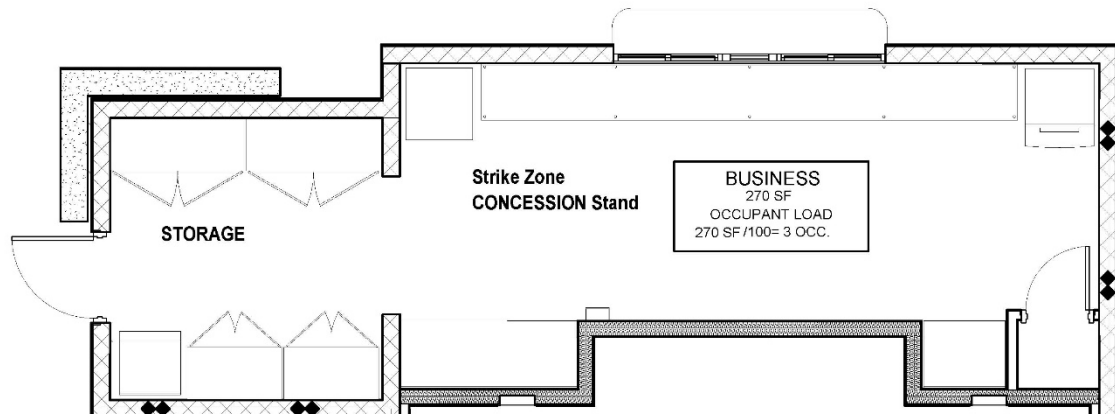 Strike Zone
CONCESSION Stand
STORAGE
BUSINESS
270 SF
OCCUPANT LOAD
270 SF /100= 3 OCC.